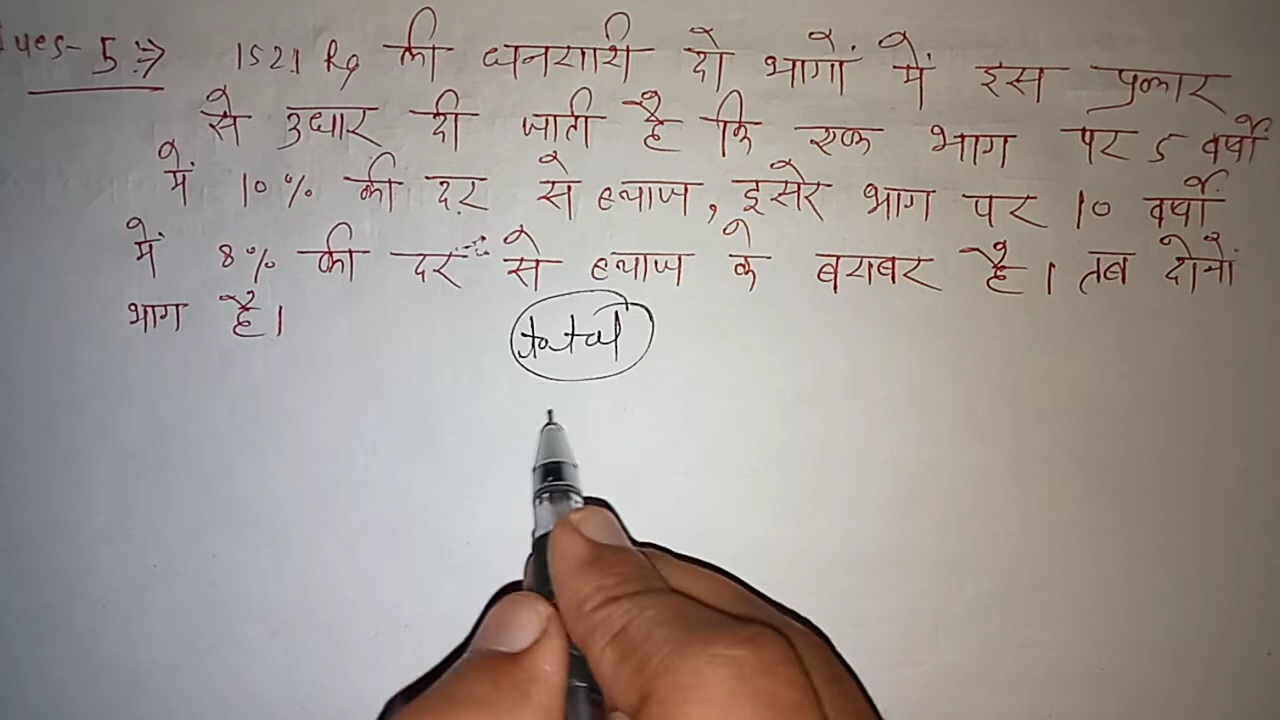 Ques- 5:→ 1521 Rs की धनराशी दो भागों में इस प्रकार
से उधार दी जाती है कि एक भाग पर 5 वर्षों
में 10% की दर से ब्याज, दुसरे भाग पर 10 वर्षों
में 8% की दर से ब्याज के बराबर है। तब दोनों
भाग है।
total